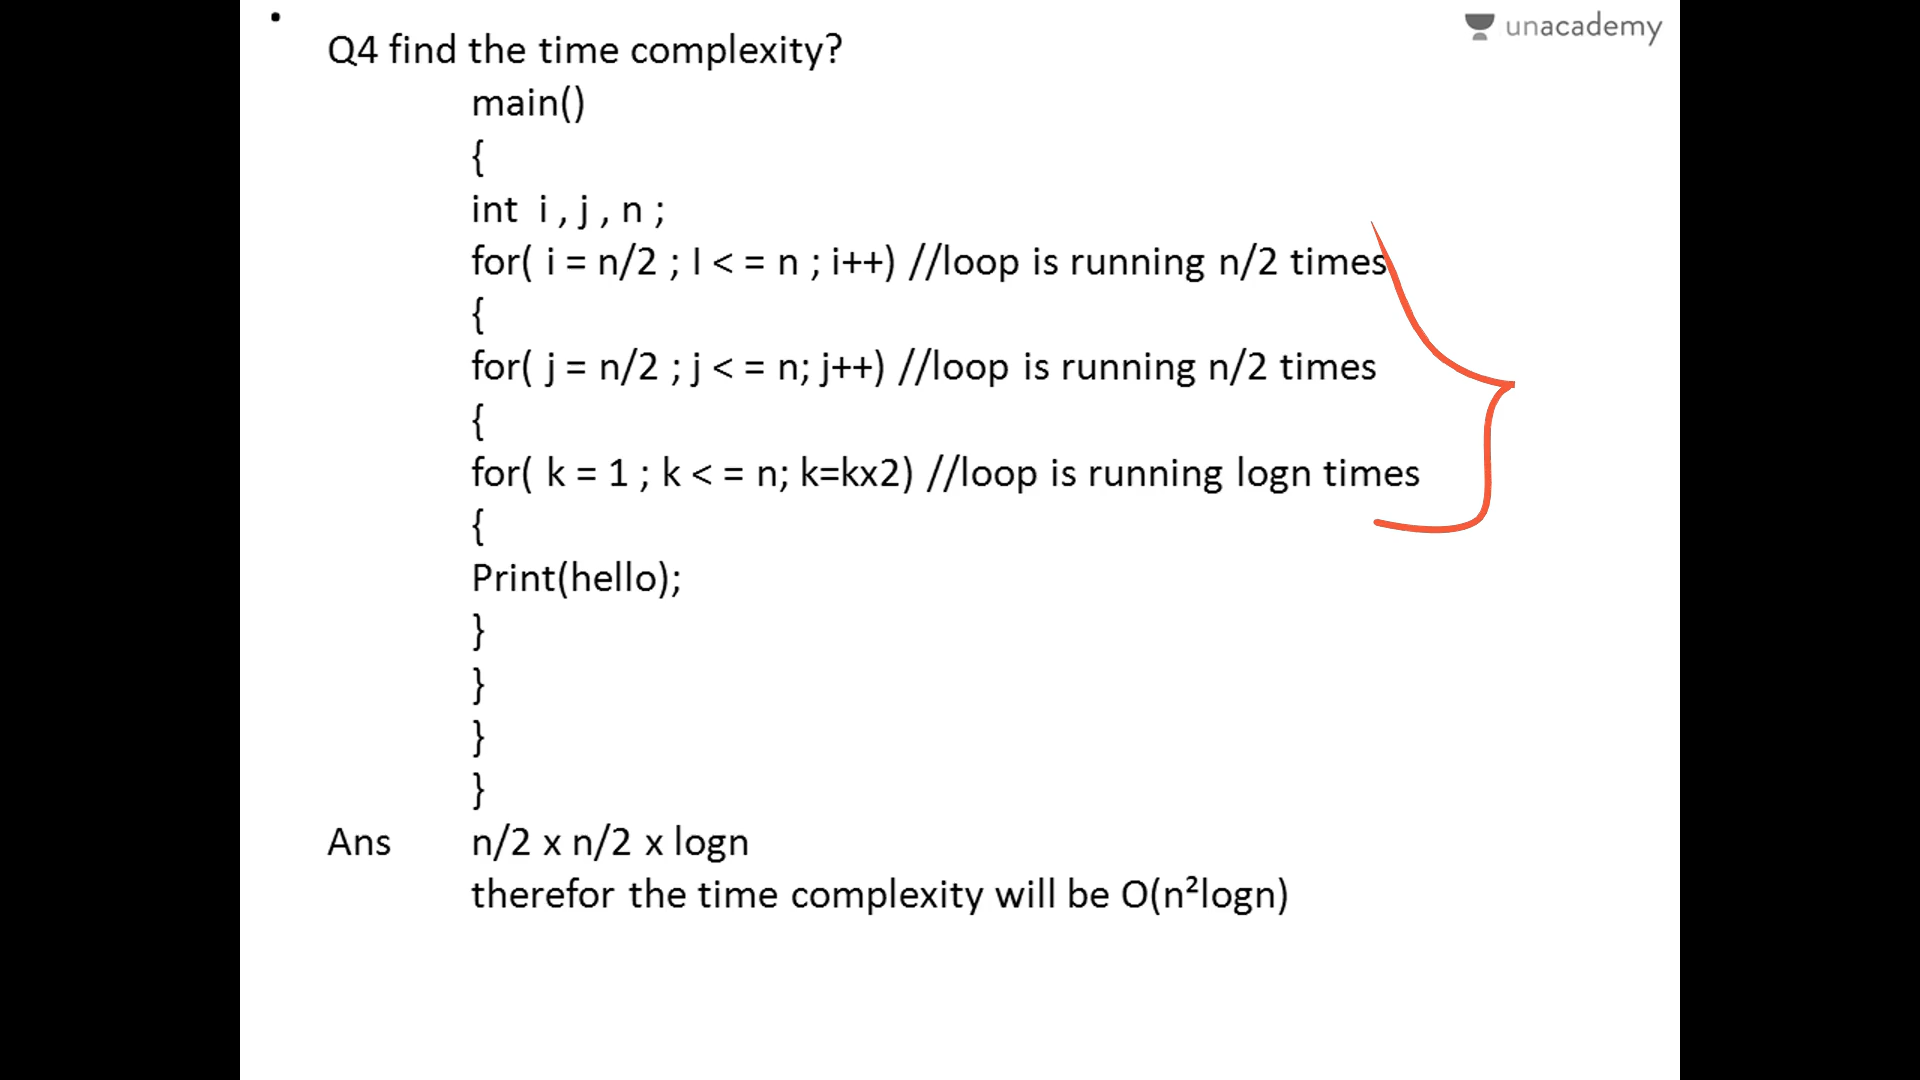 unacademy
Q4 find the time complexity?
main()
{
int i , j , n ;
for( i = n/2 ; I < = n ; i++) //loop is running n/2 times
{
for( j = n/2 ; j < = n; j++) //loop is running n/2 times
{
for( k = 1 ; k < = n; k=kx2) //loop is running logn times
{
Print(hello);
}
}
}
}
Ans n/2 x n/2 x logn
therefor the time complexity will be O(n²logn)